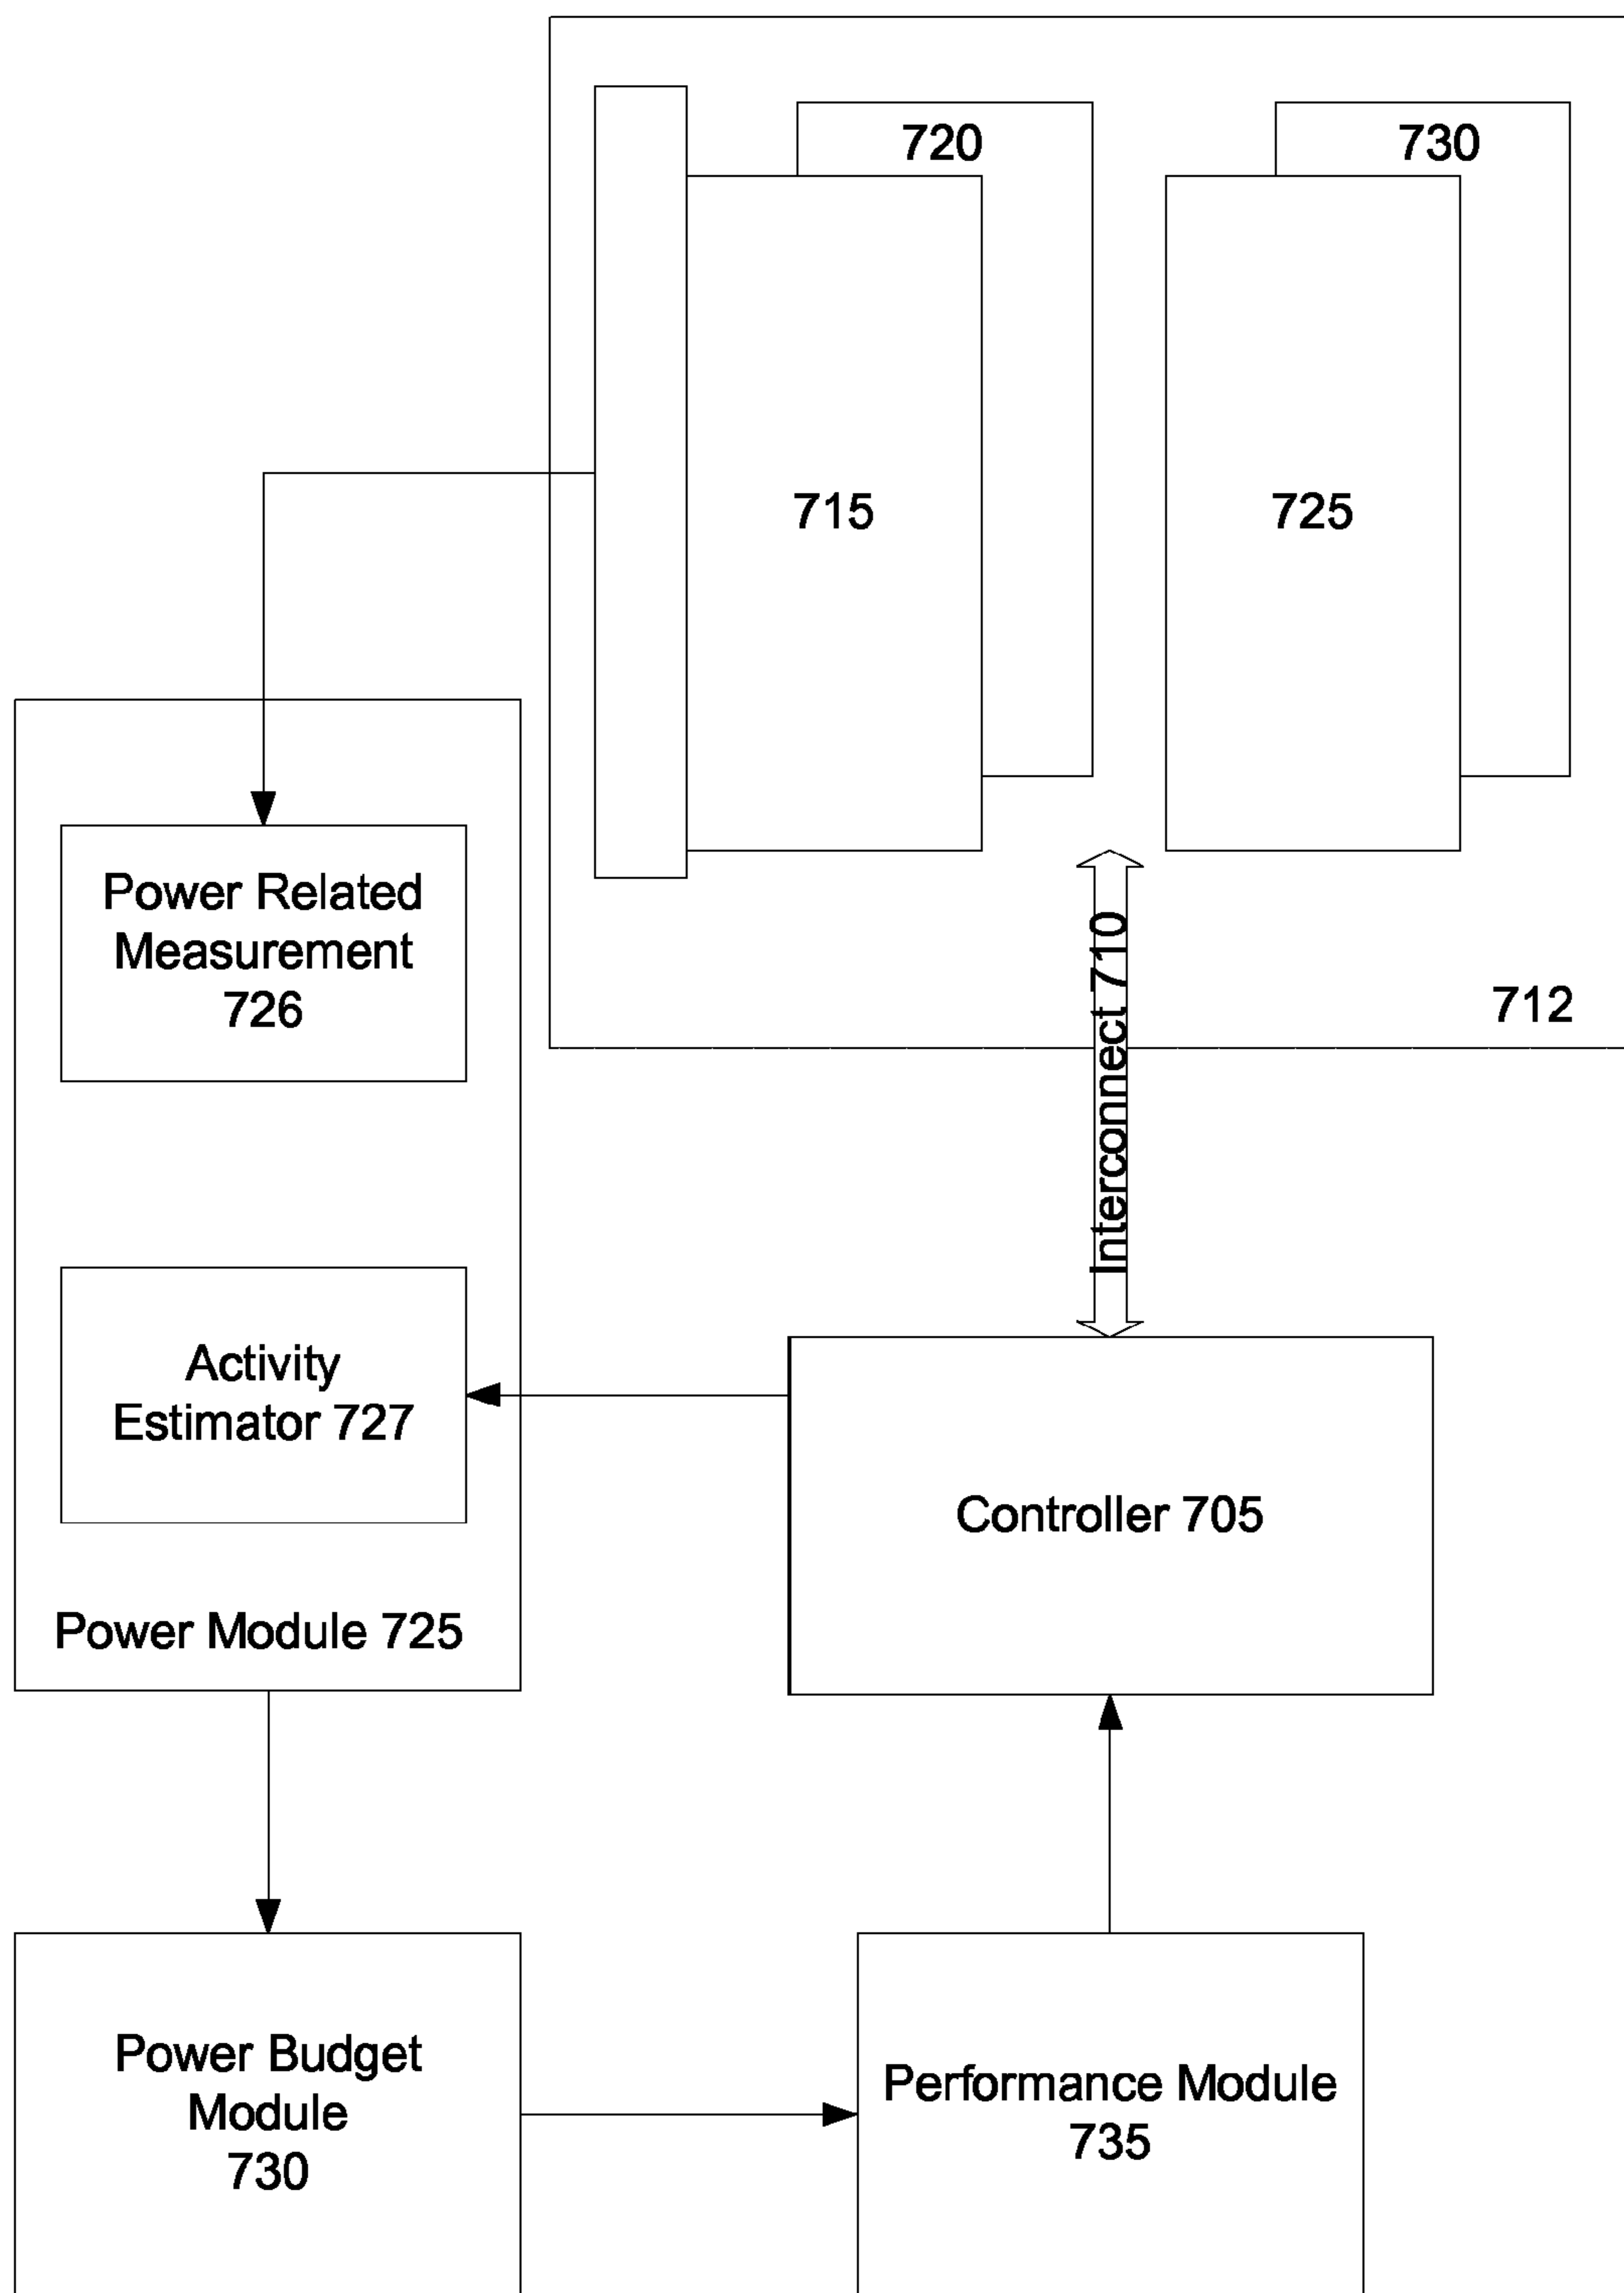 720
730
715
725
Power Related
Measurement
726
712
Interconnect 710
Activity
Estimator 727
Controller 705
Power Module 725
Power Budget
Module
730
Performance Module
735